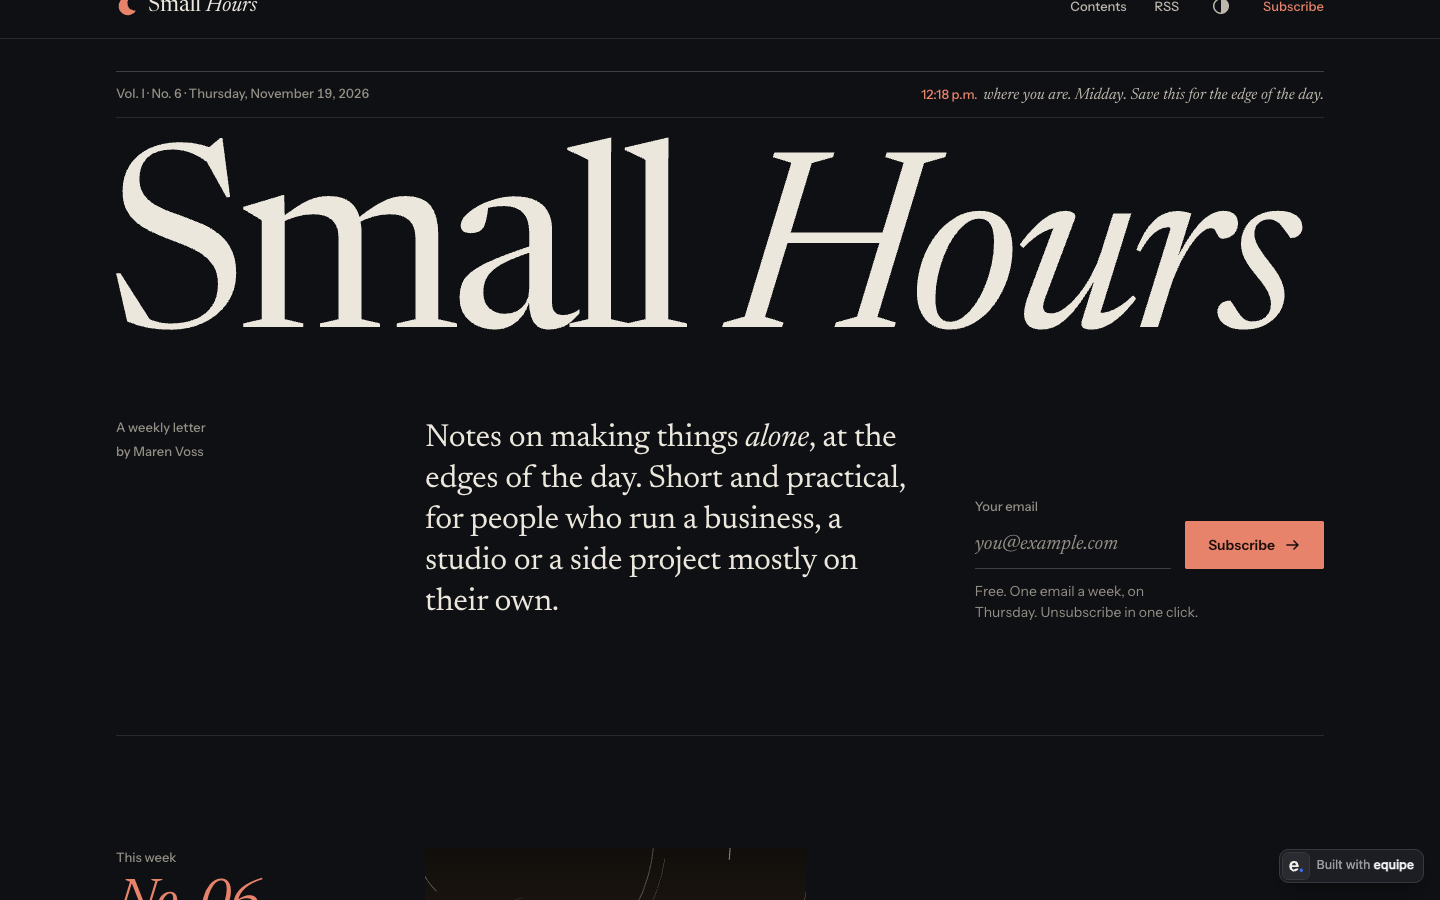 Small Hours
Contents
RSS
Subscribe
Vol. I · No. 6 · Thursday, November 19, 2026
12:18 p.m. where you are. Midday. Save this for the edge of the day.
Small Hours
A weekly letter
by Maren Voss
Notes on making things alone, at the
edges of the day. Short and practical,
for people who run a business, a
studio or a side project mostly on
their own.
Your email
you@example.com
Subscribe →
Free. One email a week, on
Thursday. Unsubscribe in one click.
This week
No. 06
e. Built with equipe